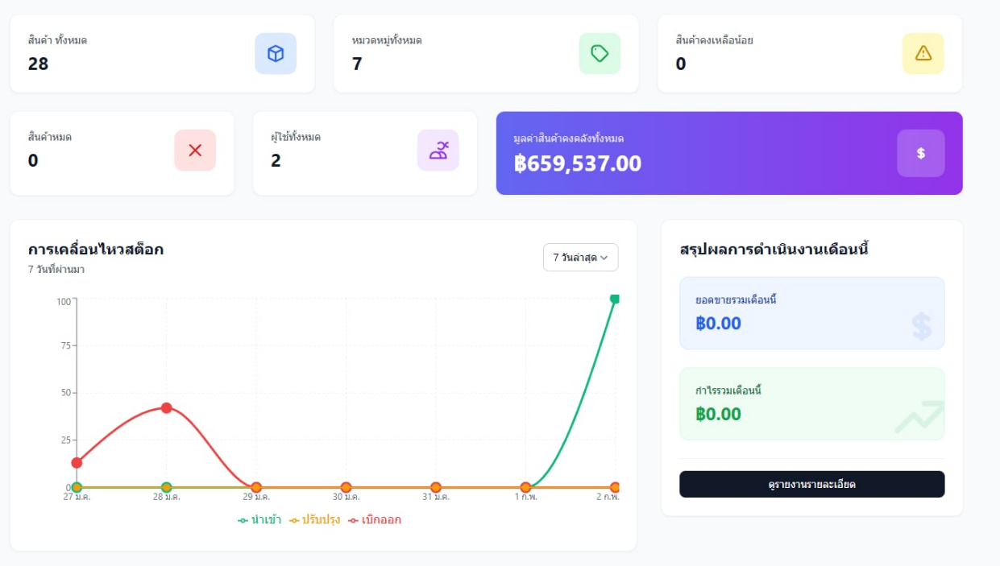 สินค้า ทั้งหมด
28
หมวดหมู่ทั้งหมด
7
สินค้าคงเหลือน้อย
0
สินค้าหมด
0
ผู้ใช้ทั้งหมด
2
มูลค่าสินค้าคงคลังทั้งหมด
฿659,537.00
$
การเคลื่อนไหวสต็อก
7 วันที่ผ่านมา
7 วันล่าสุด
100
75
50
25
0
27 ม.ค. 28 ม.ค. 29 ม.ค. 30 ม.ค. 31 ม.ค. 1 ก.พ. 2 ก.พ.
นำเข้า ปรับปรุง เบิกออก
สรุปผลการดำเนินงานเดือนนี้
ยอดขายรวมเดือนนี้
฿0.00
$
กำไรรวมเดือนนี้
฿0.00
ดูรายงานรายละเอียด